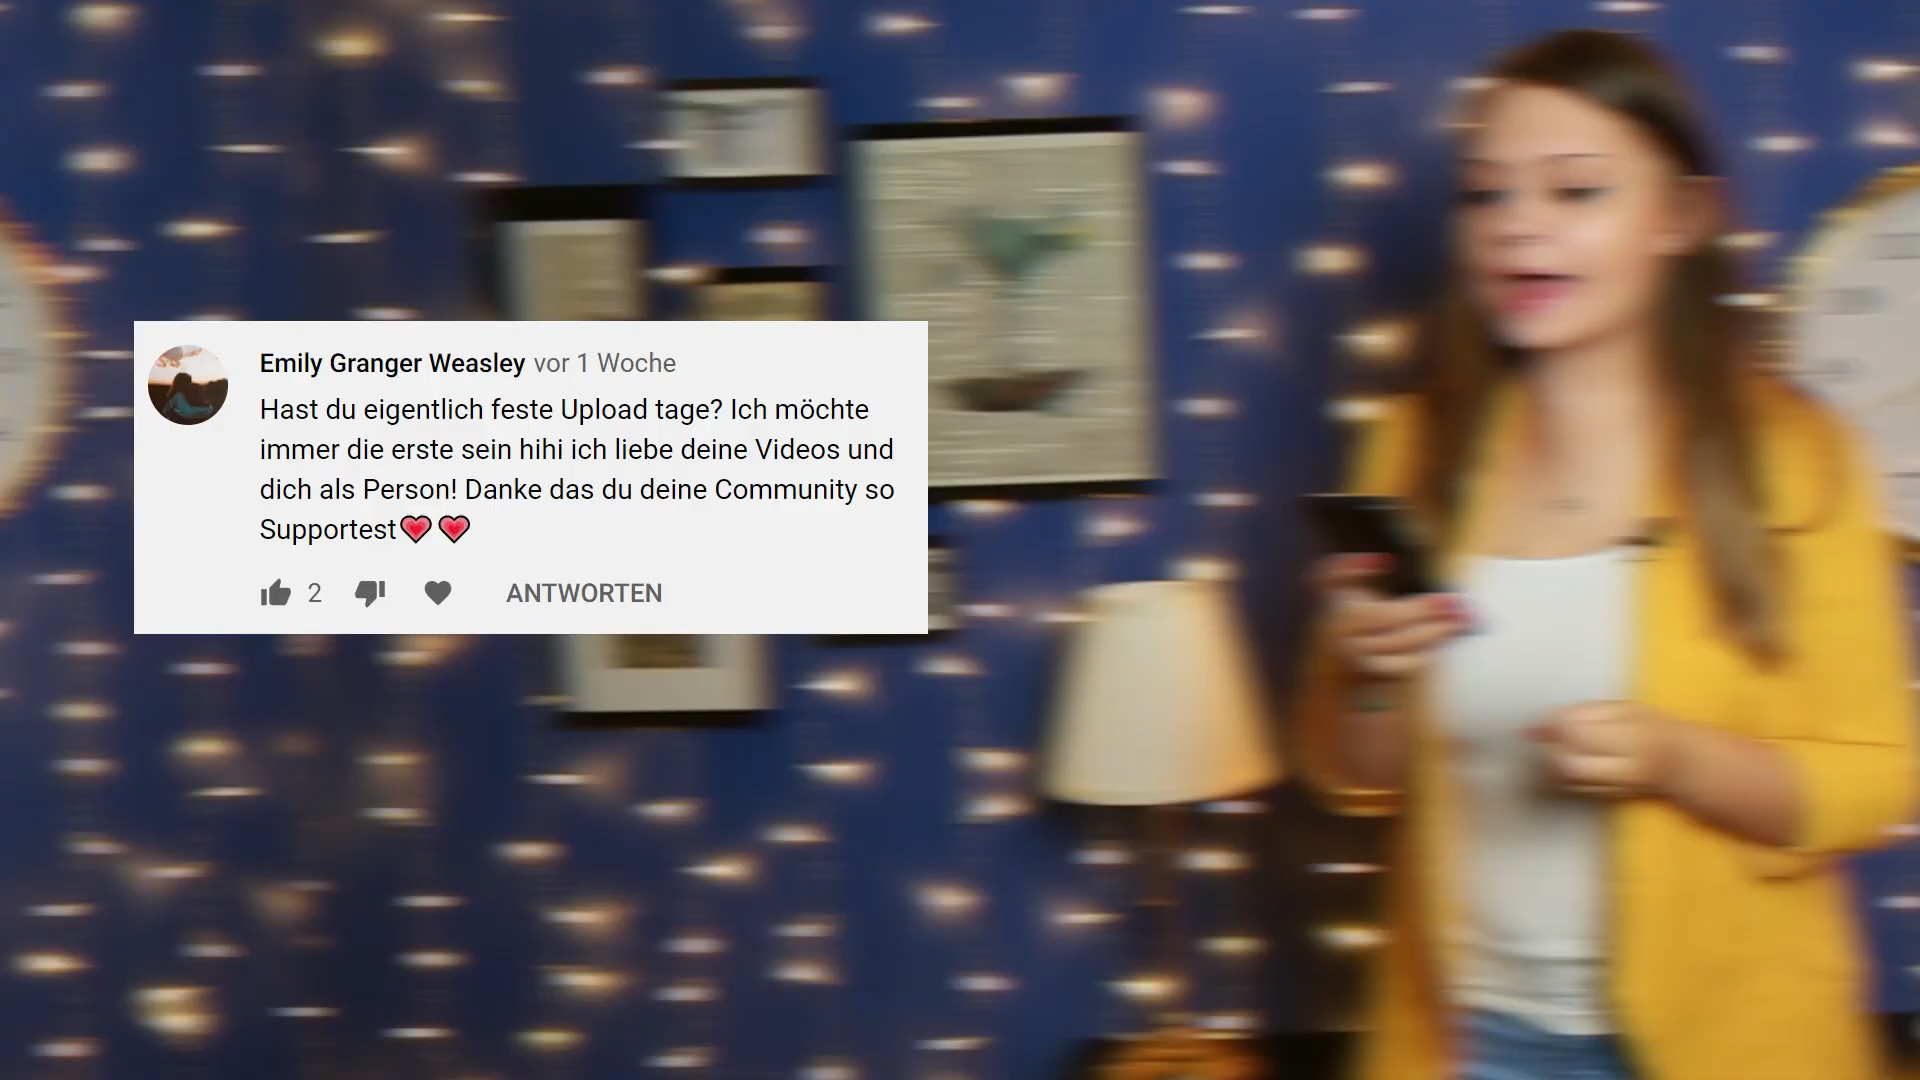 Emily Granger Weasley vor 1 Woche
Hast du eigentlich feste Upload tage? Ich möchte
immer die erste sein hihi ich liebe deine Videos und
dich als Person! Danke das du deine Community so
Supportest💗💗
2 ANTWORTEN